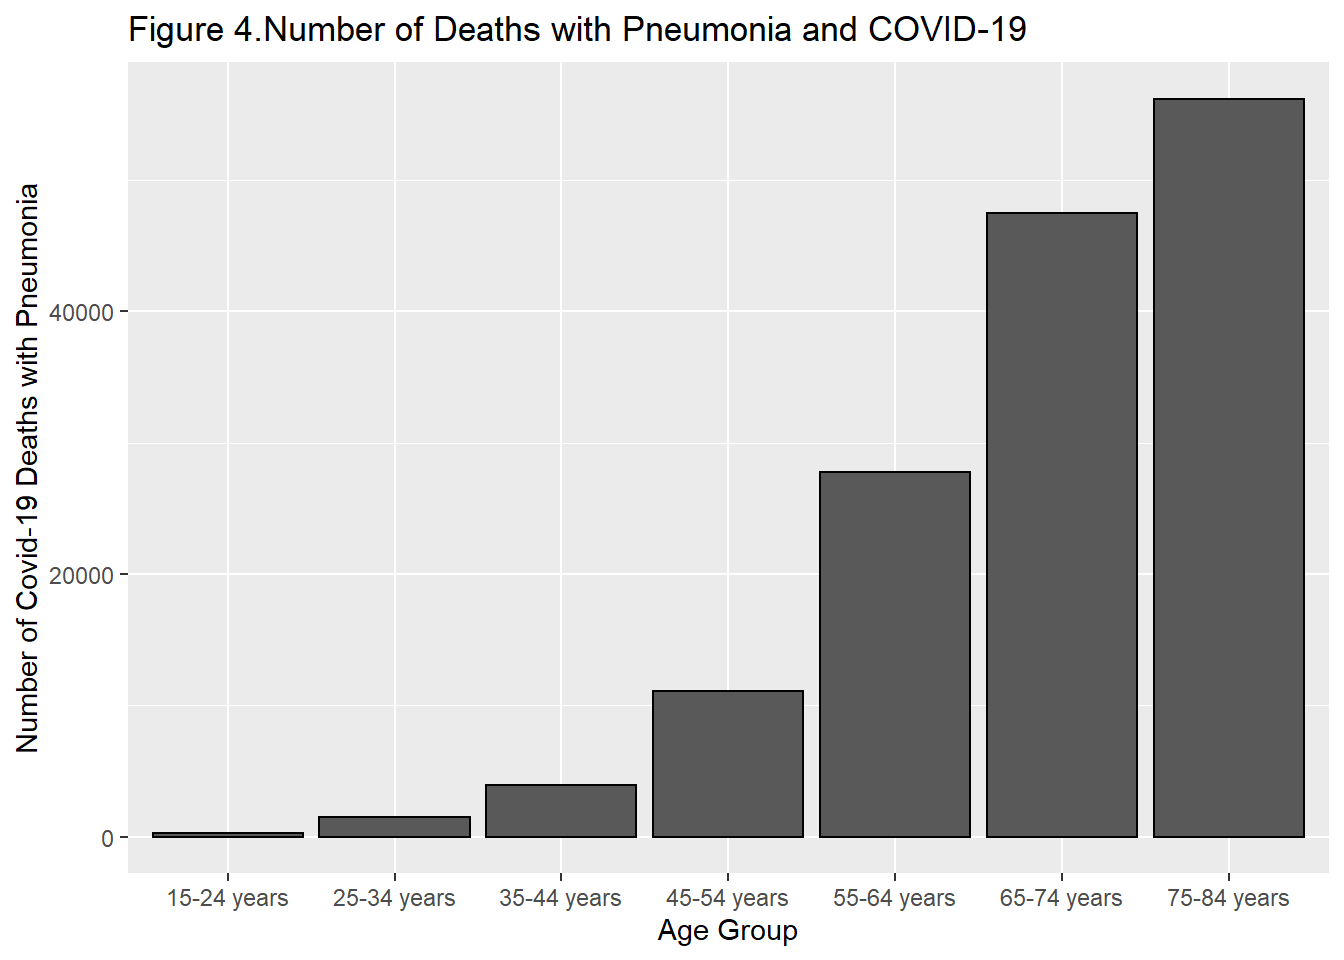 Figure 4.Number of Deaths with Pneumonia and COVID-19
Number of Covid-19 Deaths with Pneumonia
40000
20000
0
15-24 years
25-34 years
35-44 years
45-54 years
55-64 years
65-74 years
75-84 years
Age Group